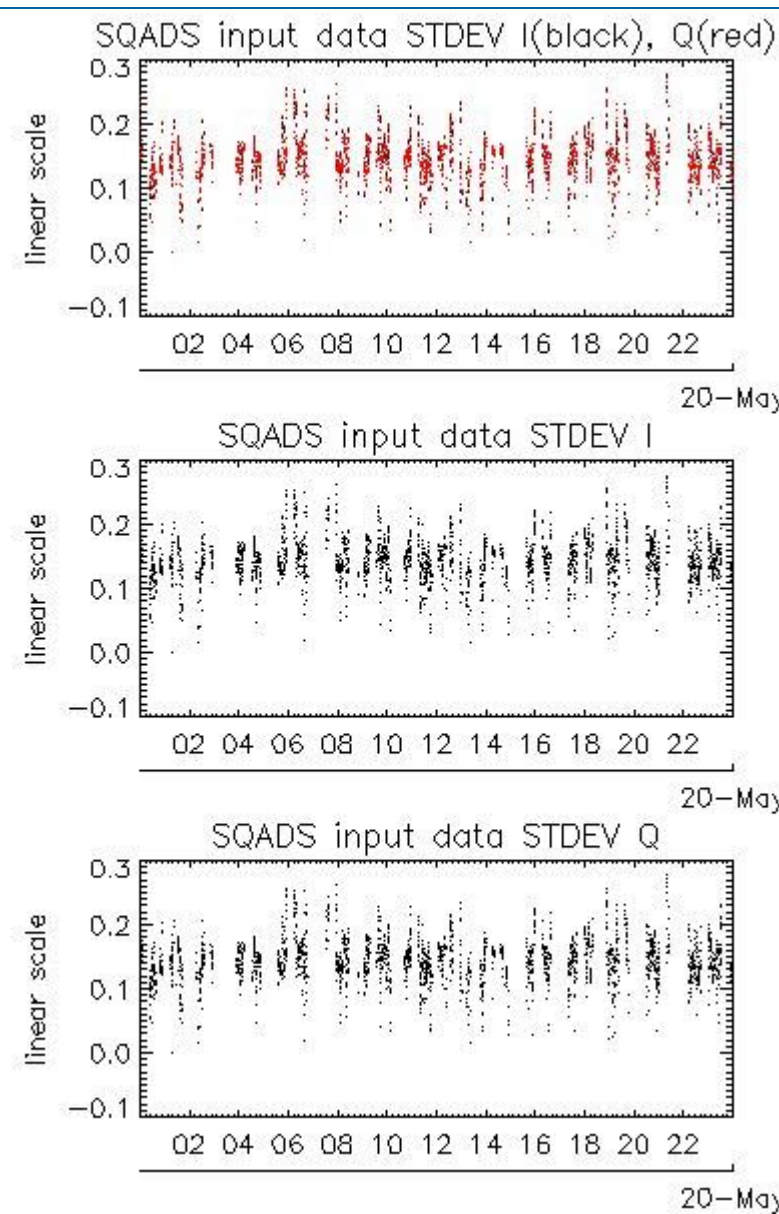 SQADS input data STDEV I(black), Q(red)
0.3
0.2
0.1
0.0
-0.1
linear scale
02 04 06 08 10 12 14 16 18 20 22
20-May
SQADS input data STDEV I
0.3
0.2
0.1
0.0
-0.1
linear scale
02 04 06 08 10 12 14 16 18 20 22
20-May
SQADS input data STDEV Q
0.3
0.2
0.1
0.0
-0.1
linear scale
02 04 06 08 10 12 14 16 18 20 22
20-May